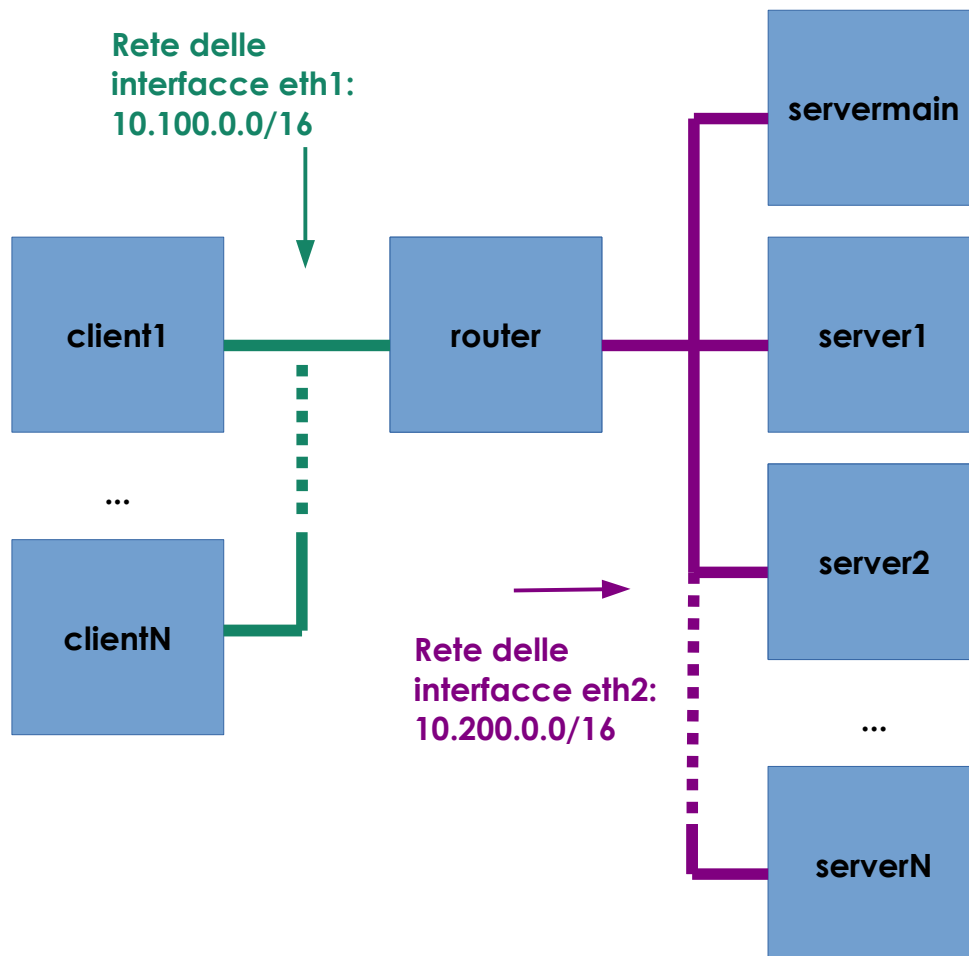 Rete delle
interfacce eth1:
10.100.0.0/16
servermain
client1
router
server1
...
clientN
server2
Rete delle
interfacce eth2:
10.200.0.0/16
...
serverN